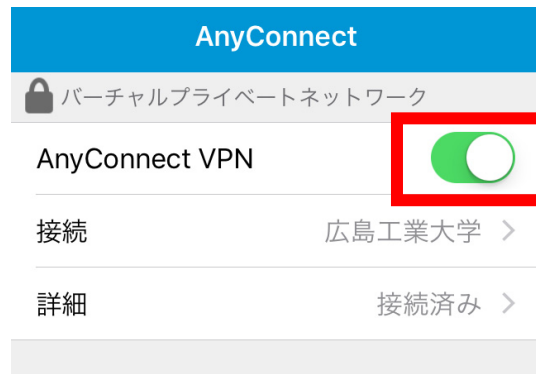 AnyConnect
バーチャルプライベートネットワーク
AnyConnect VPN
接続 広島工業大学
詳細 接続済み